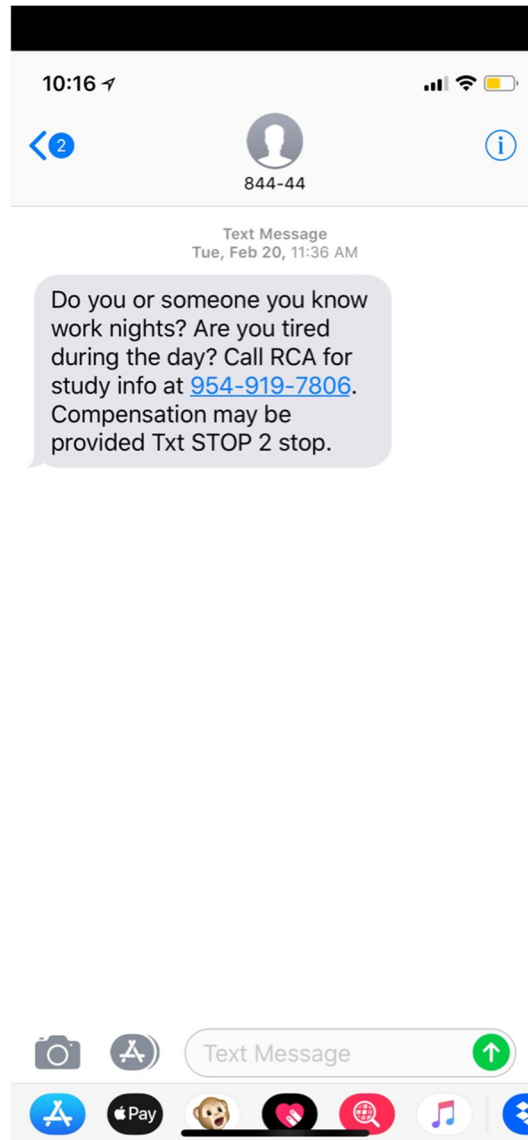 10:16
2
844-44
Text Message
Tue, Feb 20, 11:36 AM
Do you or someone you know
work nights? Are you tired
during the day? Call RCA for
study info at 954-919-7806.
Compensation may be
provided Txt STOP 2 stop.
Text Message
Pay